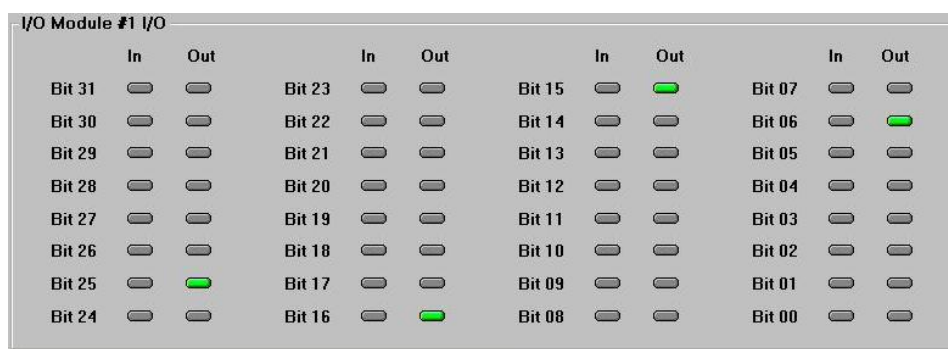 I/O Module #1 I/O
In Out In Out In Out In Out
Bit 31 Bit 23 Bit 15 Bit 07
Bit 30 Bit 22 Bit 14 Bit 06
Bit 29 Bit 21 Bit 13 Bit 05
Bit 28 Bit 20 Bit 12 Bit 04
Bit 27 Bit 19 Bit 11 Bit 03
Bit 26 Bit 18 Bit 10 Bit 02
Bit 25 Bit 17 Bit 09 Bit 01
Bit 24 Bit 16 Bit 08 Bit 00